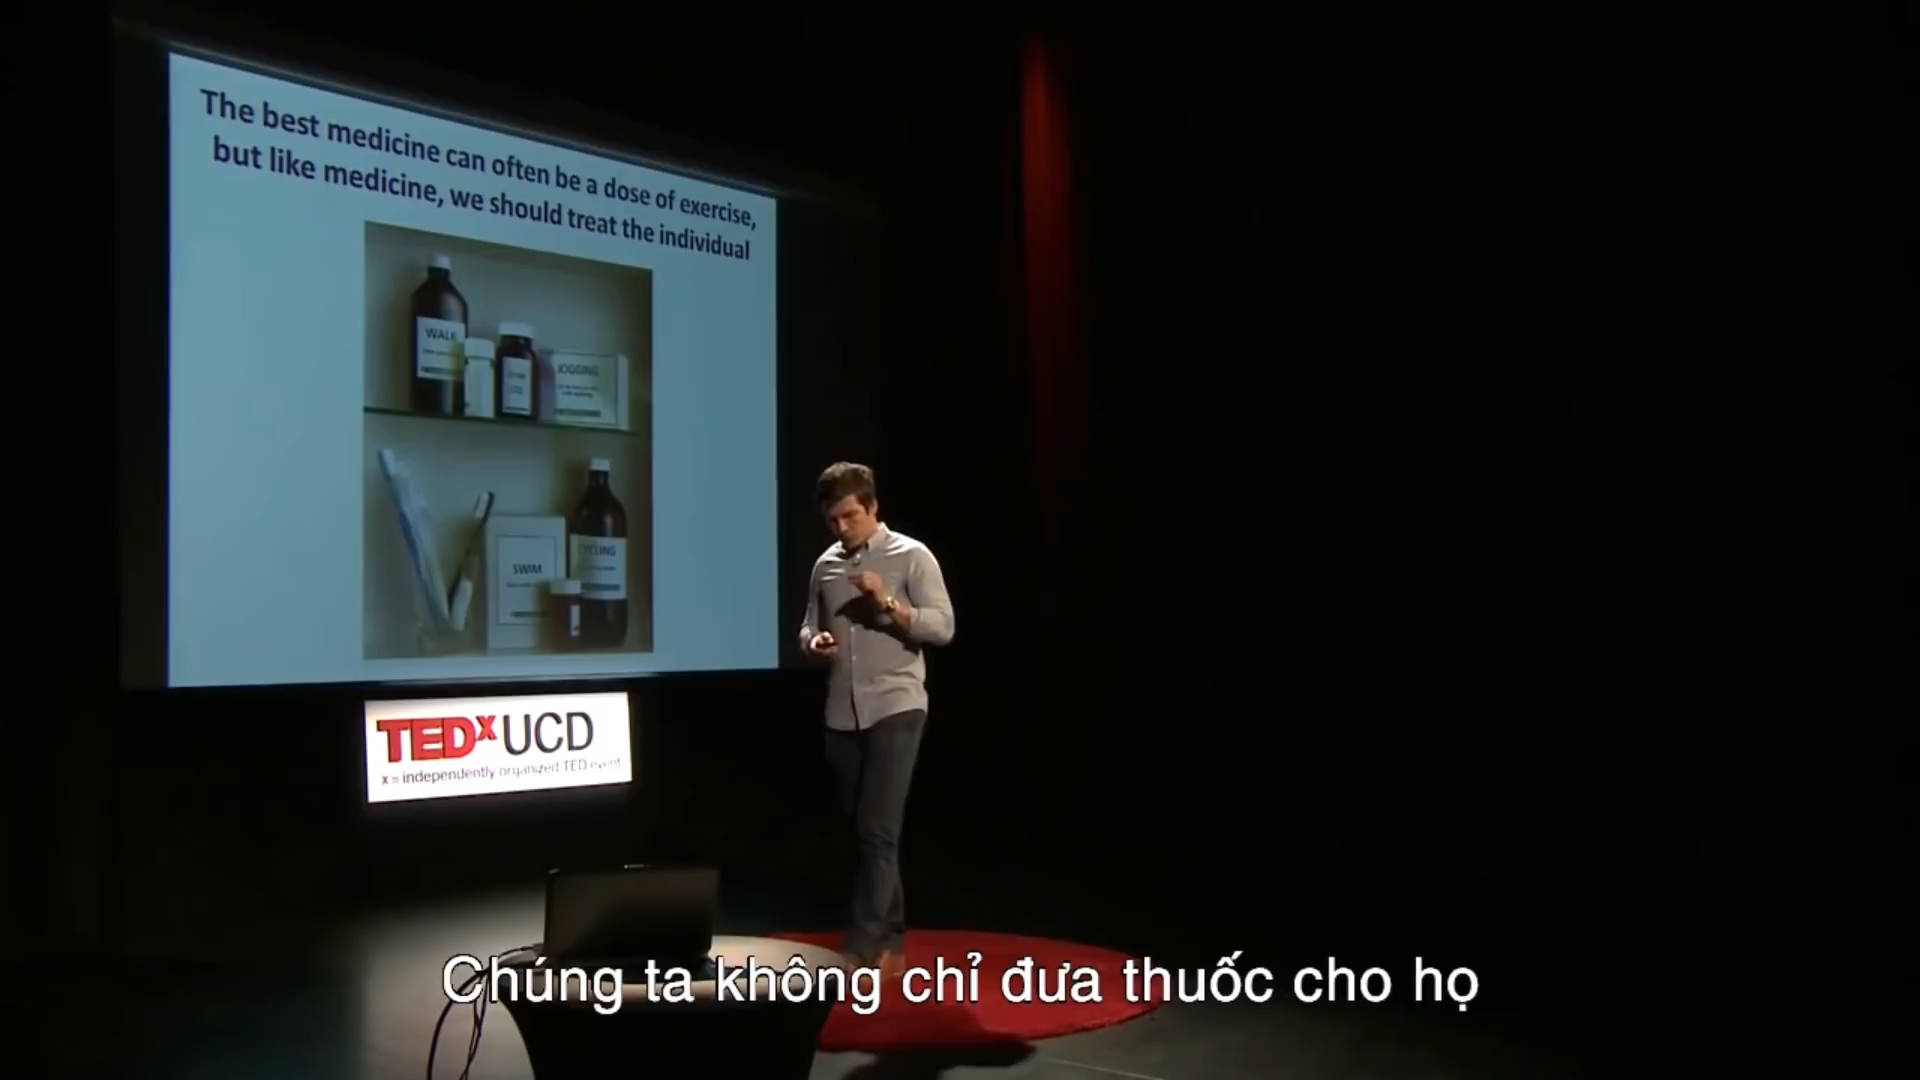 The best medicine can often be a dose of exercise,
but like medicine, we should treat the individual
WALK
JOGGING
SWIM
CYCLING
TEDx UCD
x = independently organized TED event
Chúng ta không chỉ đưa thuốc cho họ